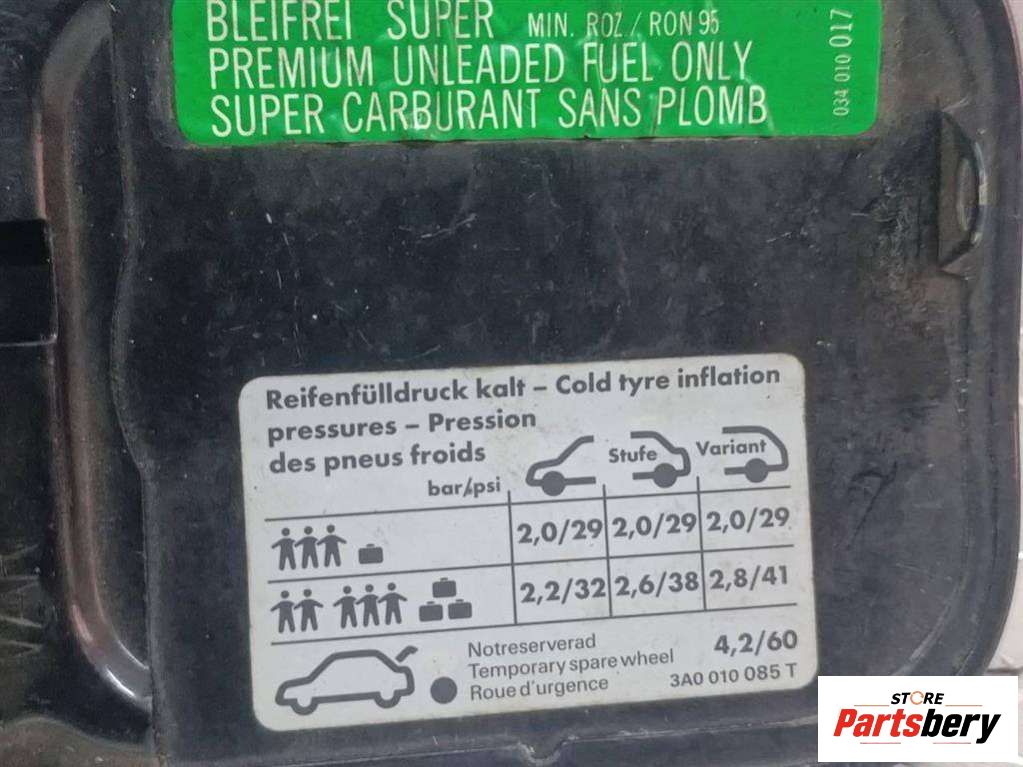 BLEIFREI SUPER MIN. ROZ / RON 95
PREMIUM UNLEADED FUEL ONLY
SUPER CARBURANT SANS PLOMB
034 010 017
Reifenfülldruck kalt – Cold tyre inflation
pressures – Pression
des pneus froids
bar/psi
Stufe
Variant
2,0/29 2,0/29 2,0/29
2,2/32 2,6/38 2,8/41
Notreserverad
Temporary spare wheel
Roue d'urgence
4,2/60
3A0 010 085 T
STORE
Partsbery